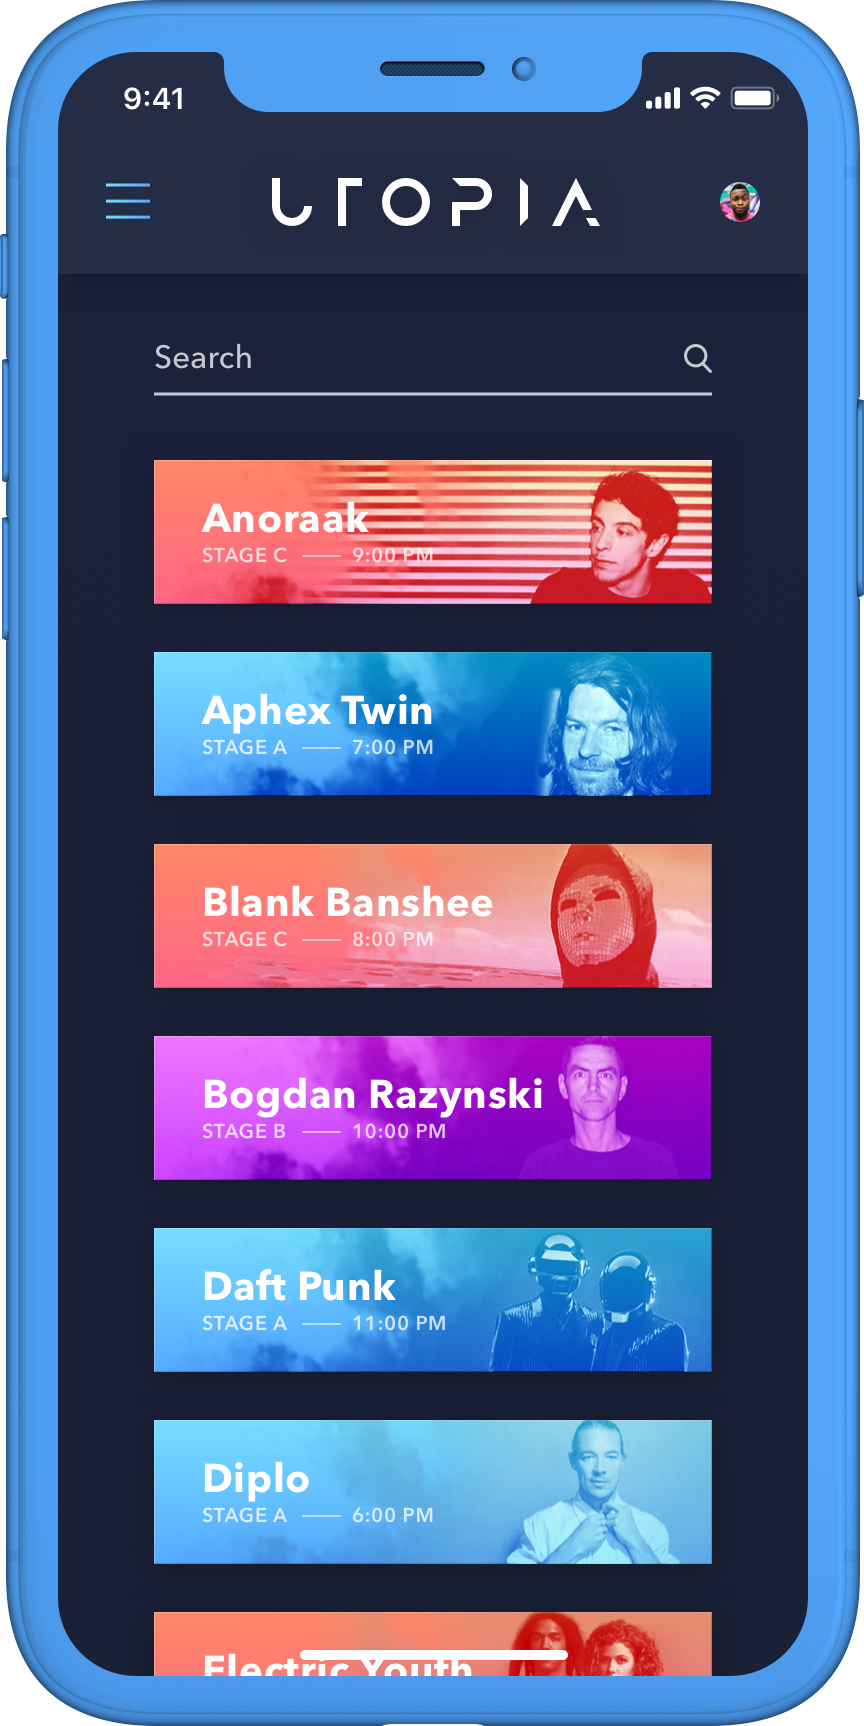 9:41
UTOPIA
Search
Anoraak
STAGE C — 9:00 PM
Aphex Twin
STAGE A — 7:00 PM
Blank Banshee
STAGE C — 8:00 PM
Bogdan Razynski
STAGE B — 10:00 PM
Daft Punk
STAGE A — 11:00 PM
Diplo
STAGE A — 6:00 PM
Electric Youth